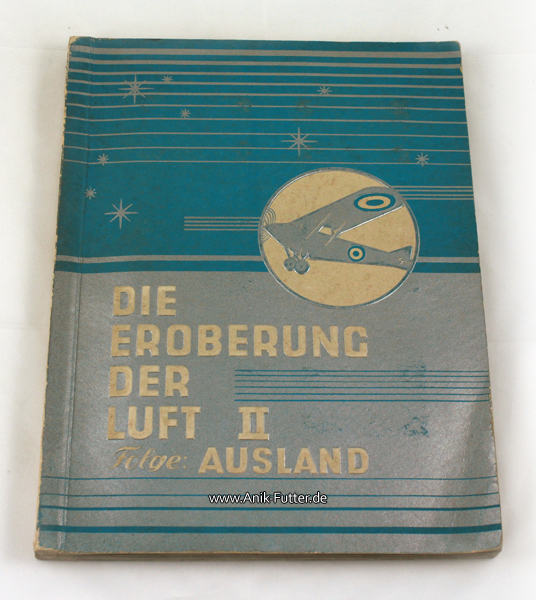 DIE
EROBERUNG
DER
LUFT II
Folge: AUSLAND
www.Anik-Futter.de